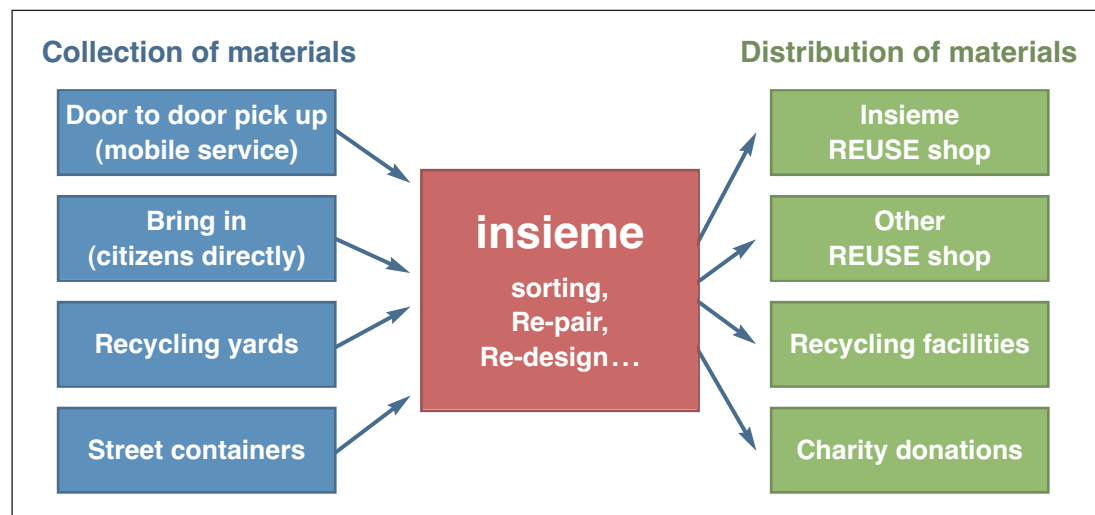 Collection of materials
Door to door pick up
(mobile service)
Bring in
(citizens directly)
Recycling yards
Street containers
insieme
sorting,
Re-pair,
Re-design...
Distribution of materials
Insieme
REUSE shop
Other
REUSE shop
Recycling facilities
Charity donations